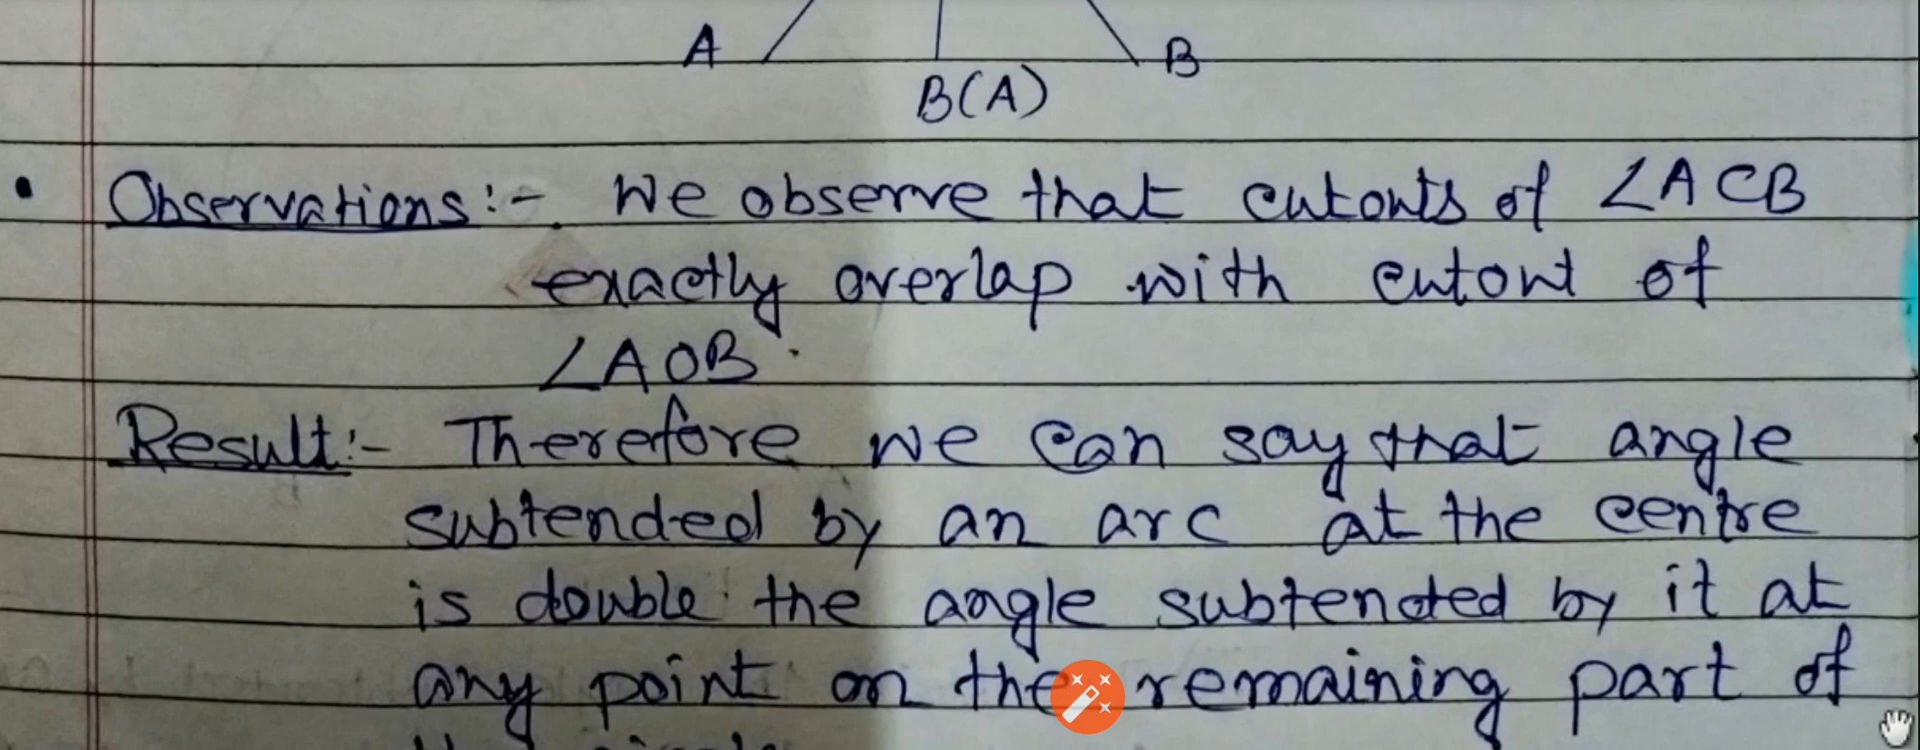 A B
B(A)
• Observations:- We observe that cutouts of ∠ACB
exactly overlap with cutout of
∠AOB.
Result:- Therefore we can say that angle
subtended by an arc at the centre
is double the angle subtended by it at
any point on the remaining part of